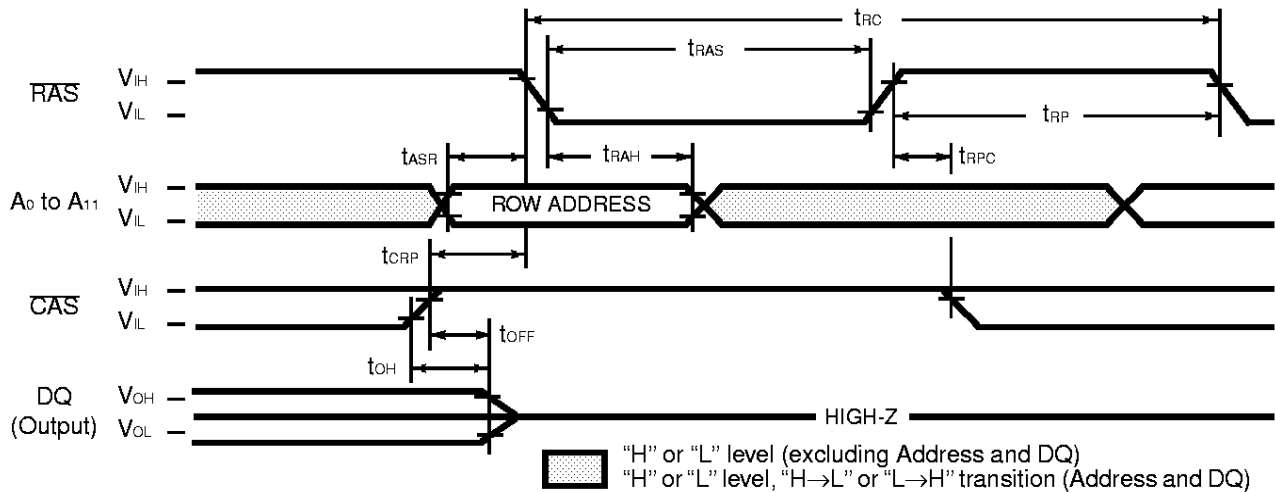 tRC
tRAS
RAS
VIH
VIL
tRP
tASR
tRAH
tRPC
A0 to A11
VIH
VIL
ROW ADDRESS
tCRP
CAS
VIH
VIL
tOFF
tOH
DQ
(Output)
VOH
VOL
HIGH-Z
“H” or “L” level (excluding Address and DQ)
“H” or “L” level, “H→L” or “L→H” transition (Address and DQ)